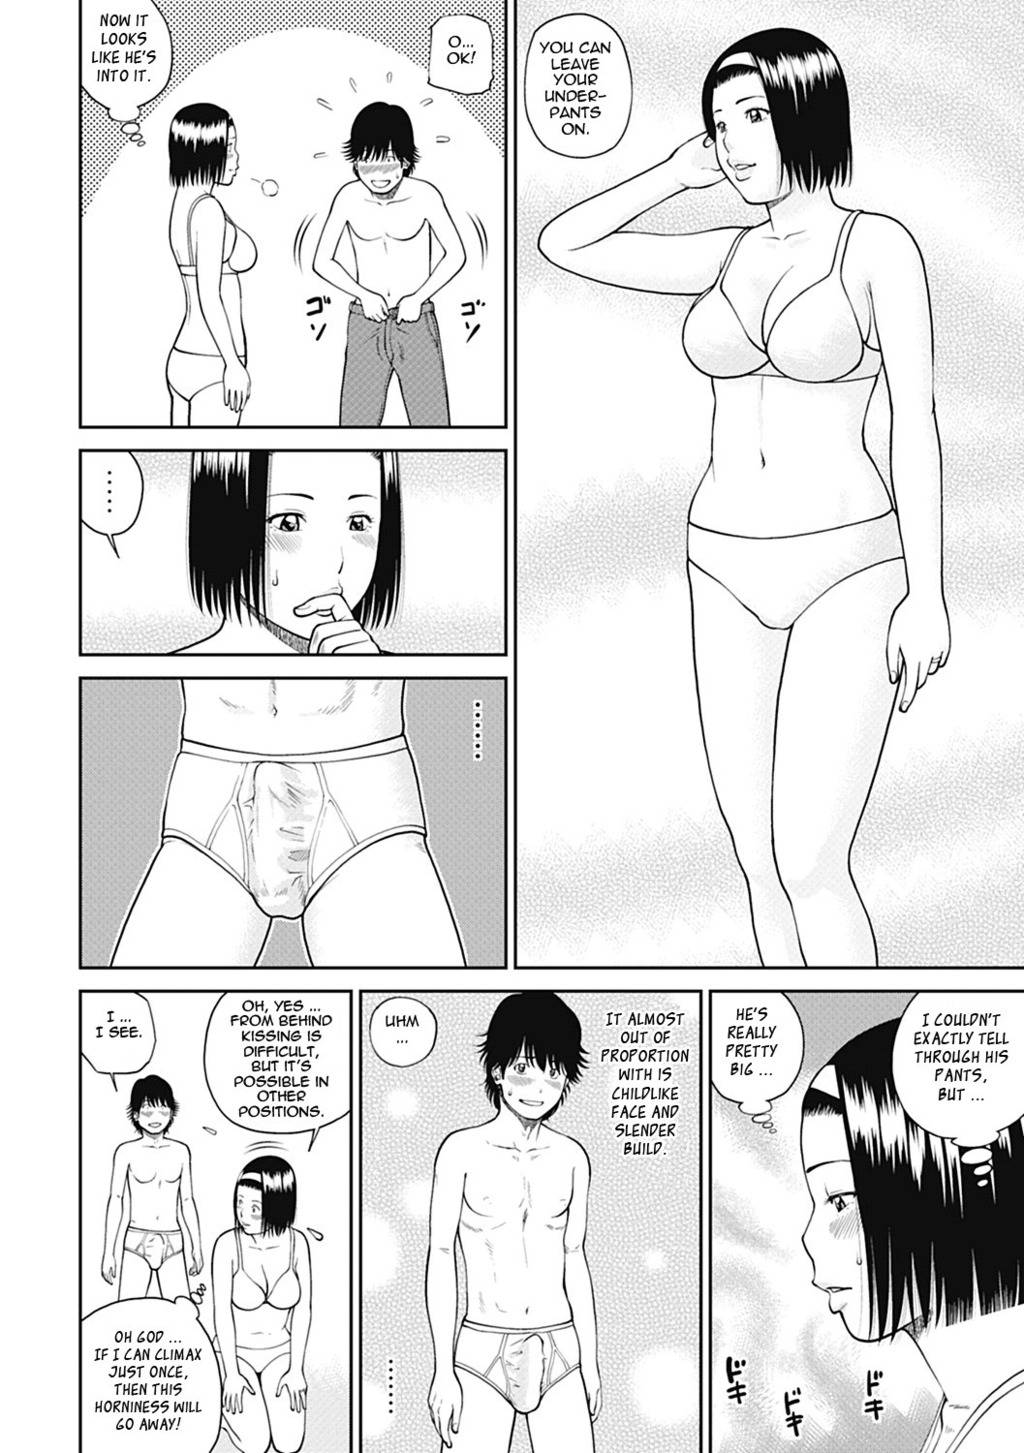 YOU CAN
LEAVE
YOUR
UNDER-
PANTS
ON.
O...
OK!
NOW IT
LOOKS
LIKE HE'S
INTO IT.
ゴソ
ゴソ
.....
......
I COULDN'T
EXACTLY TELL
THROUGH HIS
PANTS,
BUT ...
HE'S
REALLY
PRETTY
BIG ...
ドキ
ドキ
ドキ
IT ALMOST
OUT OF
PROPORTION
WITH IS
CHILDLIKE
FACE AND
SLENDER
BUILD.
UHM
...
......
OH, YES ...
FROM BEHIND
KISSING IS
DIFFICULT,
BUT IT'S
POSSIBLE IN
OTHER
POSITIONS.
I ...
I SEE.
OH GOD ...
IF I CAN CLIMAX
JUST ONCE,
THEN THIS
HORNINESS WILL
GO AWAY!